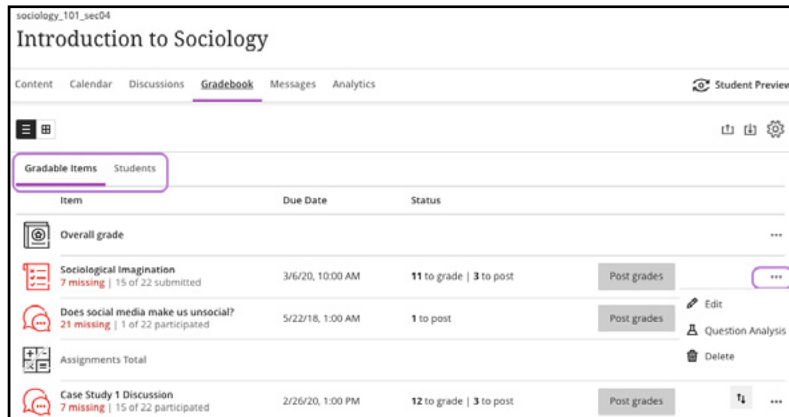 sociology_101_sec04
Introduction to Sociology
Content Calendar Discussions Gradebook Messages Analytics Student Preview
Gradable Items Students
Item Due Date Status
Overall grade
Sociological Imagination
7 missing | 15 of 22 submitted 3/6/20, 10:00 AM 11 to grade | 3 to post Post grades
Edit
Does social media make us unsocial?
21 missing | 1 of 22 participated 5/22/18, 1:00 AM 1 to post Post grades
Question Analysis
Assignments Total Delete
Case Study 1 Discussion
7 missing | 15 of 22 participated 2/26/20, 1:00 PM 12 to grade | 3 to post Post grades